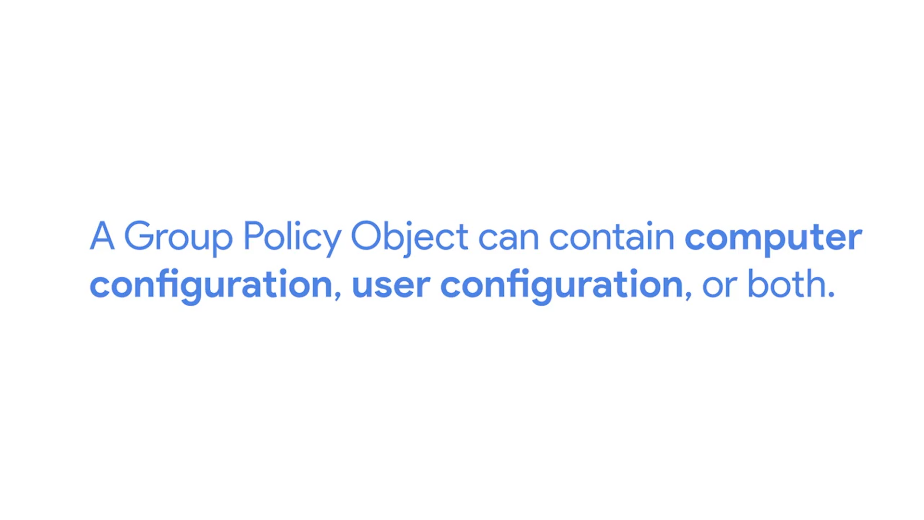 A Group Policy Object can contain computer
configuration, user configuration, or both.